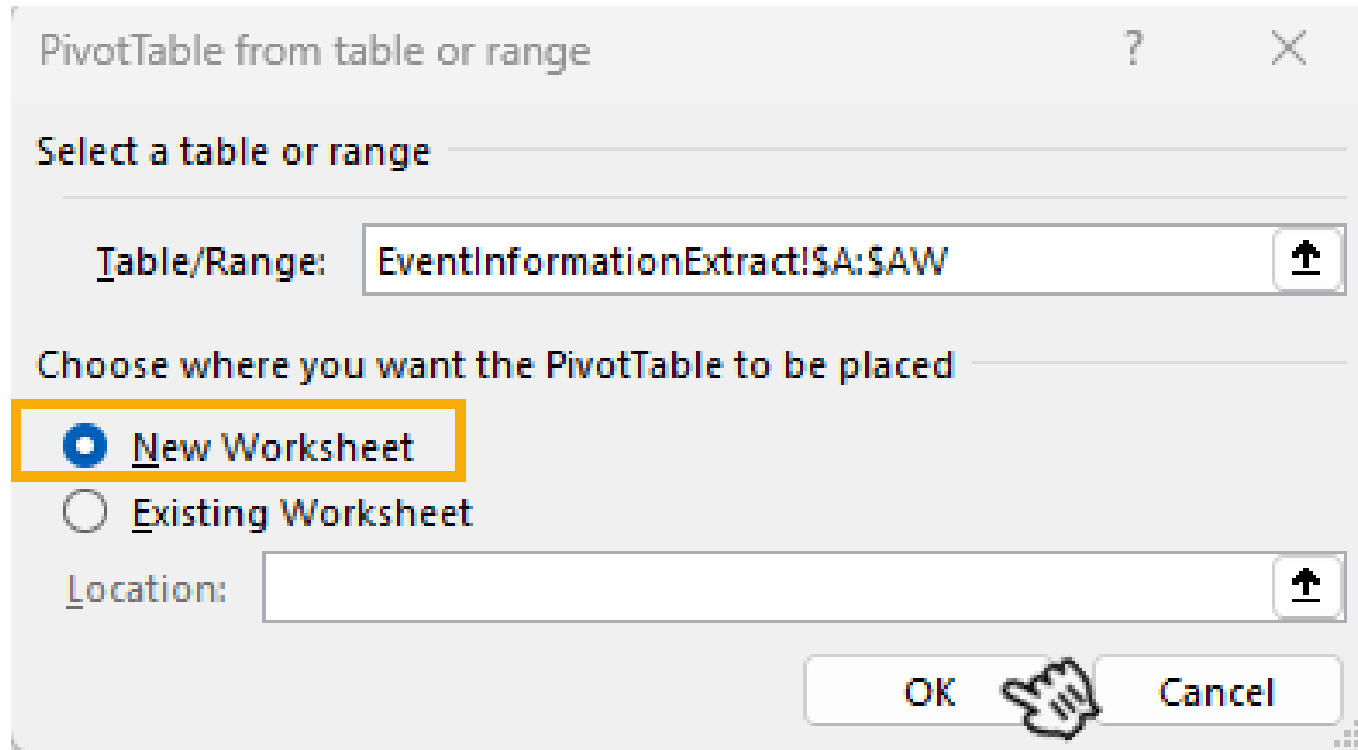 PivotTable from table or range ?
Select a table or range
Table/Range: EventInformationExtract!$A:$AW
Choose where you want the PivotTable to be placed
New Worksheet
Existing Worksheet
Location:
OK Cancel